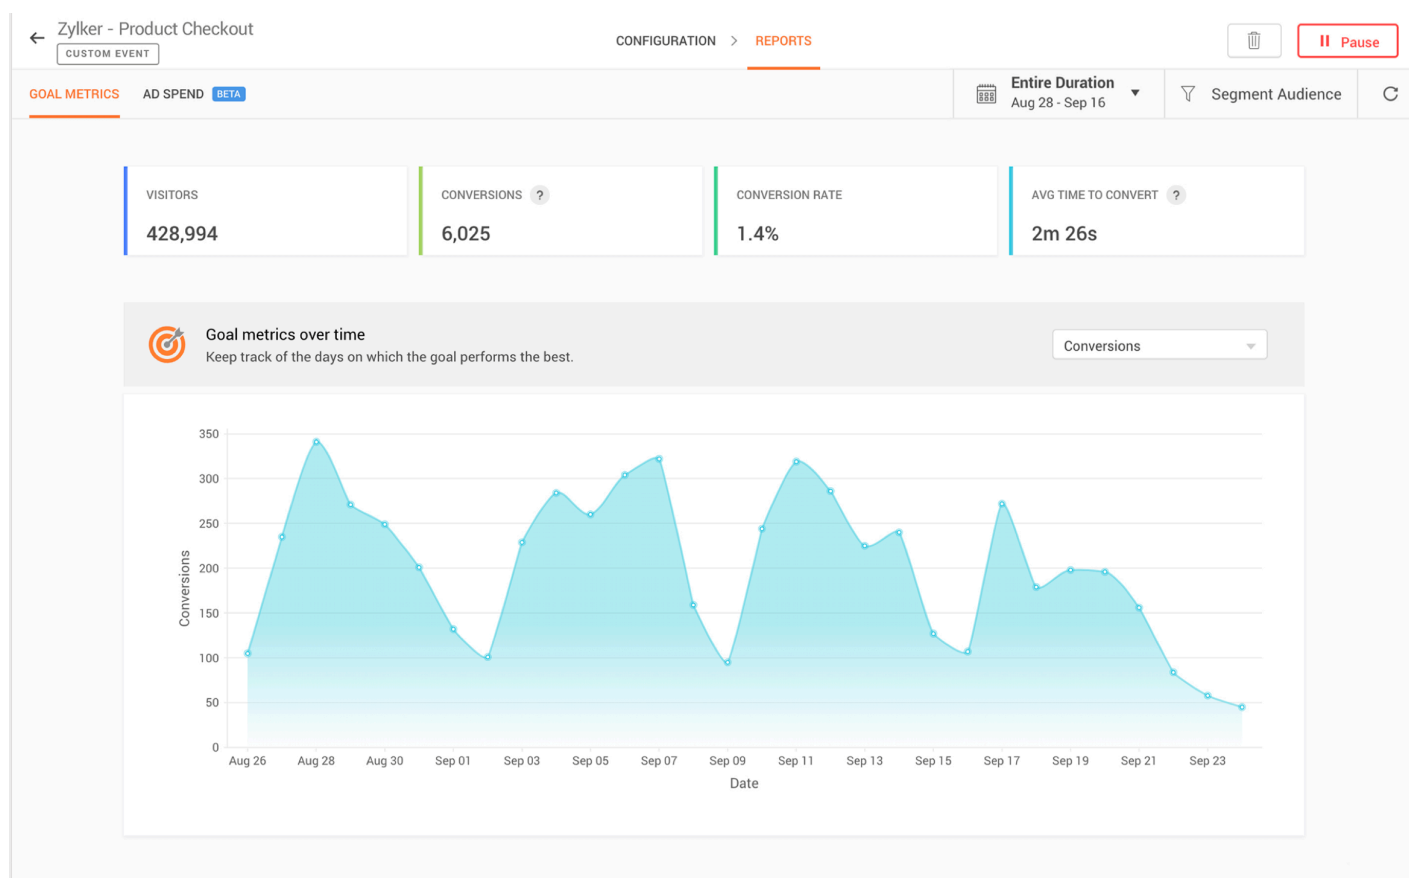 Zylker - Product Checkout
CUSTOM EVENT
CONFIGURATION > REPORTS
Pause
GOAL METRICS
AD SPEND BETA
Entire Duration
Aug 28 - Sep 16
Segment Audience
VISITORS
428,994
CONVERSIONS ?
6,025
CONVERSION RATE
1.4%
AVG TIME TO CONVERT ?
2m 26s
Goal metrics over time
Keep track of the days on which the goal performs the best.
Conversions
350
300
250
200
150
100
50
0
Conversions
Aug 26 Aug 28 Aug 30 Sep 01 Sep 03 Sep 05 Sep 07 Sep 09 Sep 11 Sep 13 Sep 15 Sep 17 Sep 19 Sep 21 Sep 23
Date